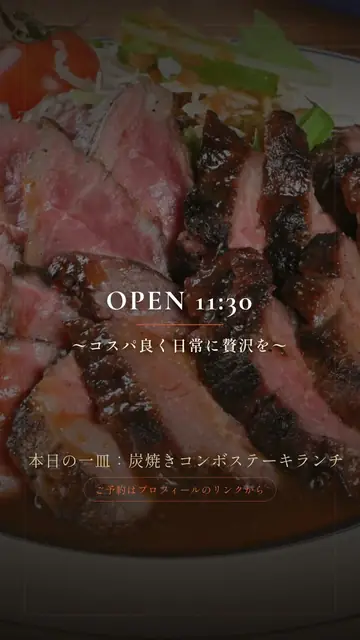 OPEN 11:30
〜コスパ良く日常に贅沢を〜
本日の一皿：炭焼きコンボステーキランチ
ご予約はプロフィールのリンクから